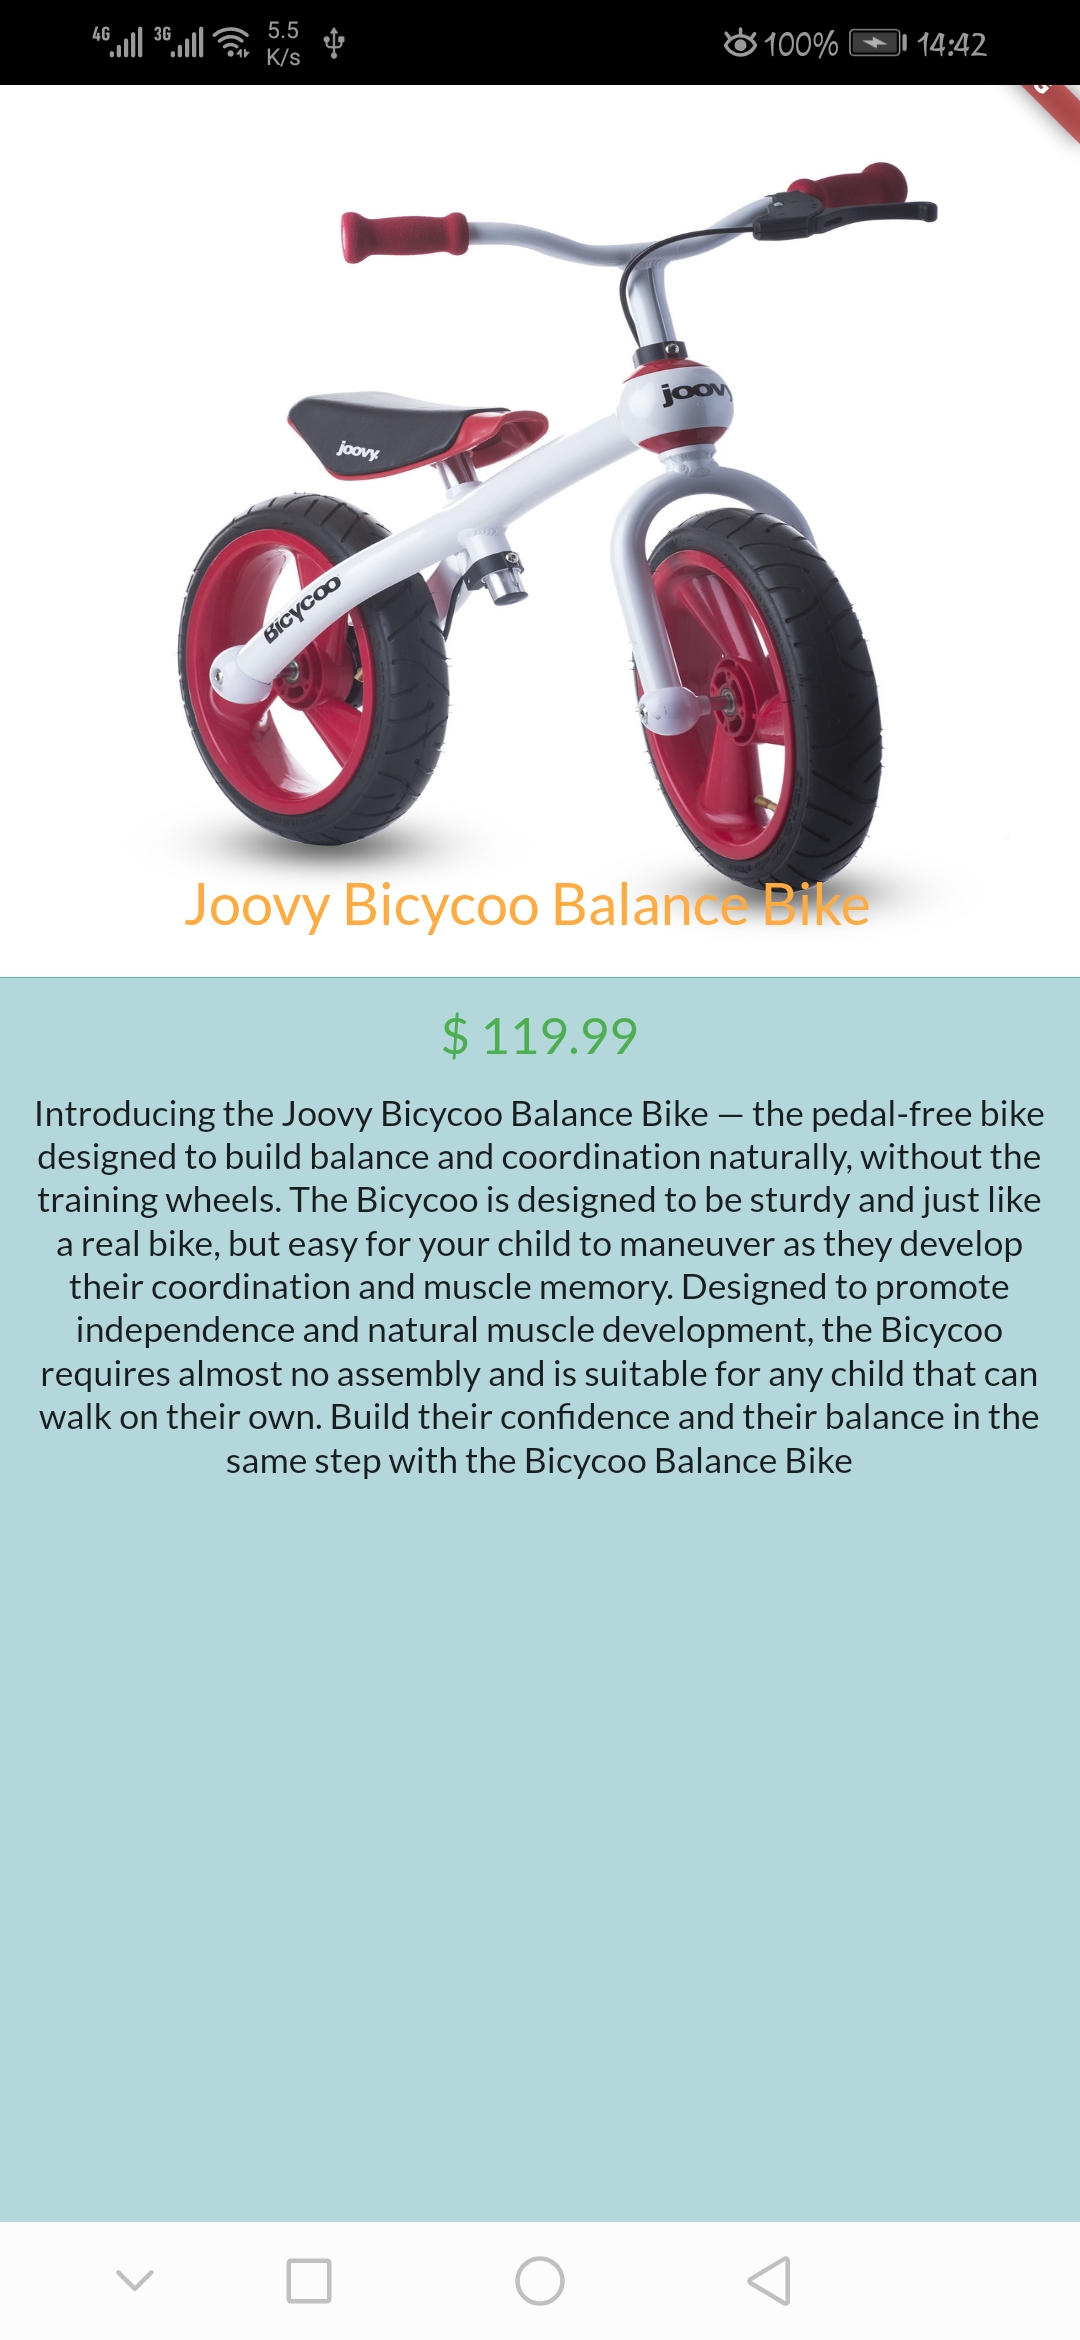 4G 3G 5.5 K/s 100% 14:42
joovy
joovy
Bicycoo
Joovy Bicycoo Balance Bike
$ 119.99
Introducing the Joovy Bicycoo Balance Bike — the pedal-free bike
designed to build balance and coordination naturally, without the
training wheels. The Bicycoo is designed to be sturdy and just like
a real bike, but easy for your child to maneuver as they develop
their coordination and muscle memory. Designed to promote
independence and natural muscle development, the Bicycoo
requires almost no assembly and is suitable for any child that can
walk on their own. Build their confidence and their balance in the
same step with the Bicycoo Balance Bike